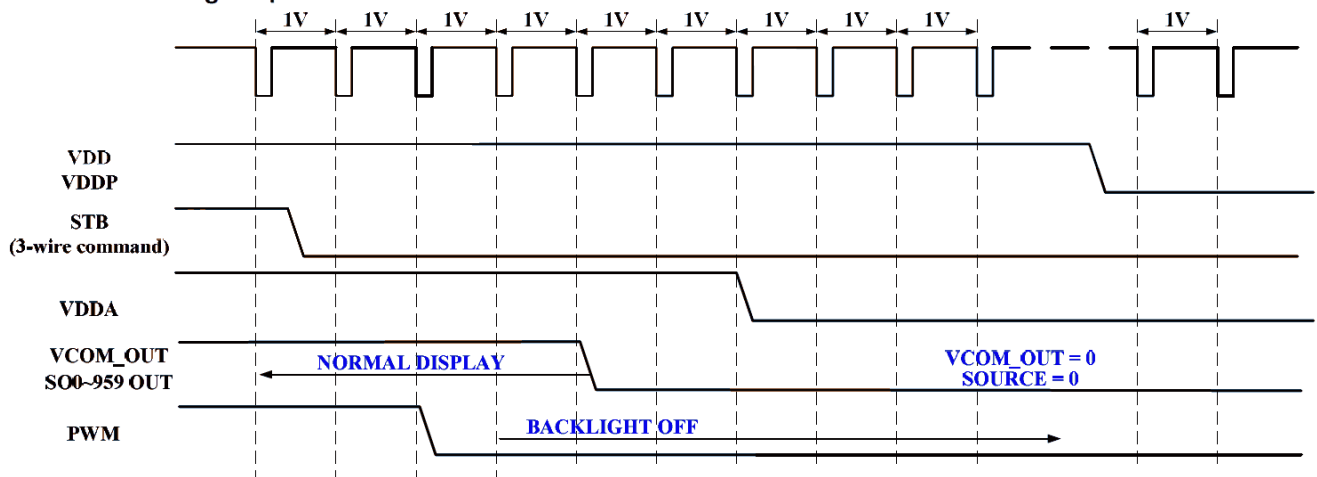 1V 1V 1V 1V 1V 1V 1V 1V 1V 1V
VDD
VDDP
STB
(3-wire command)
VDDA
VCOM_OUT
SO0~959 OUT
NORMAL DISPLAY
VCOM_OUT = 0
SOURCE = 0
PWM
BACKLIGHT OFF